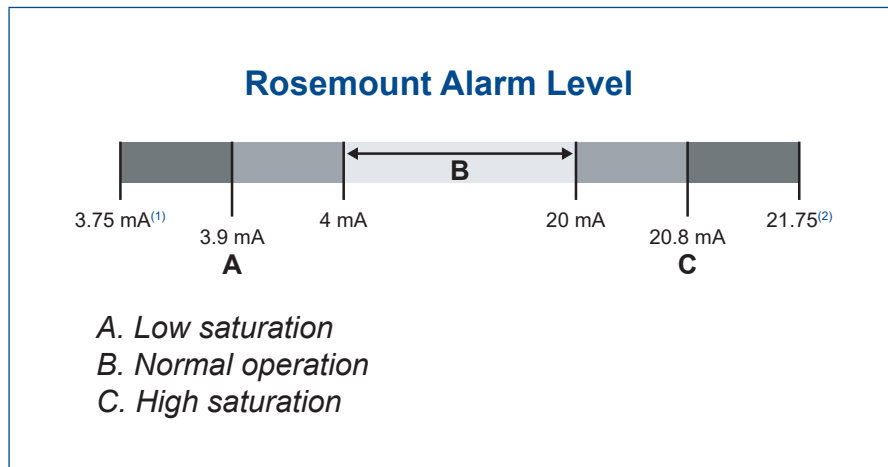 Rosemount Alarm Level
B
3.75 mA(1)
3.9 mA
4 mA
20 mA
20.8 mA
21.75(2)
A
C
A. Low saturation
B. Normal operation
C. High saturation